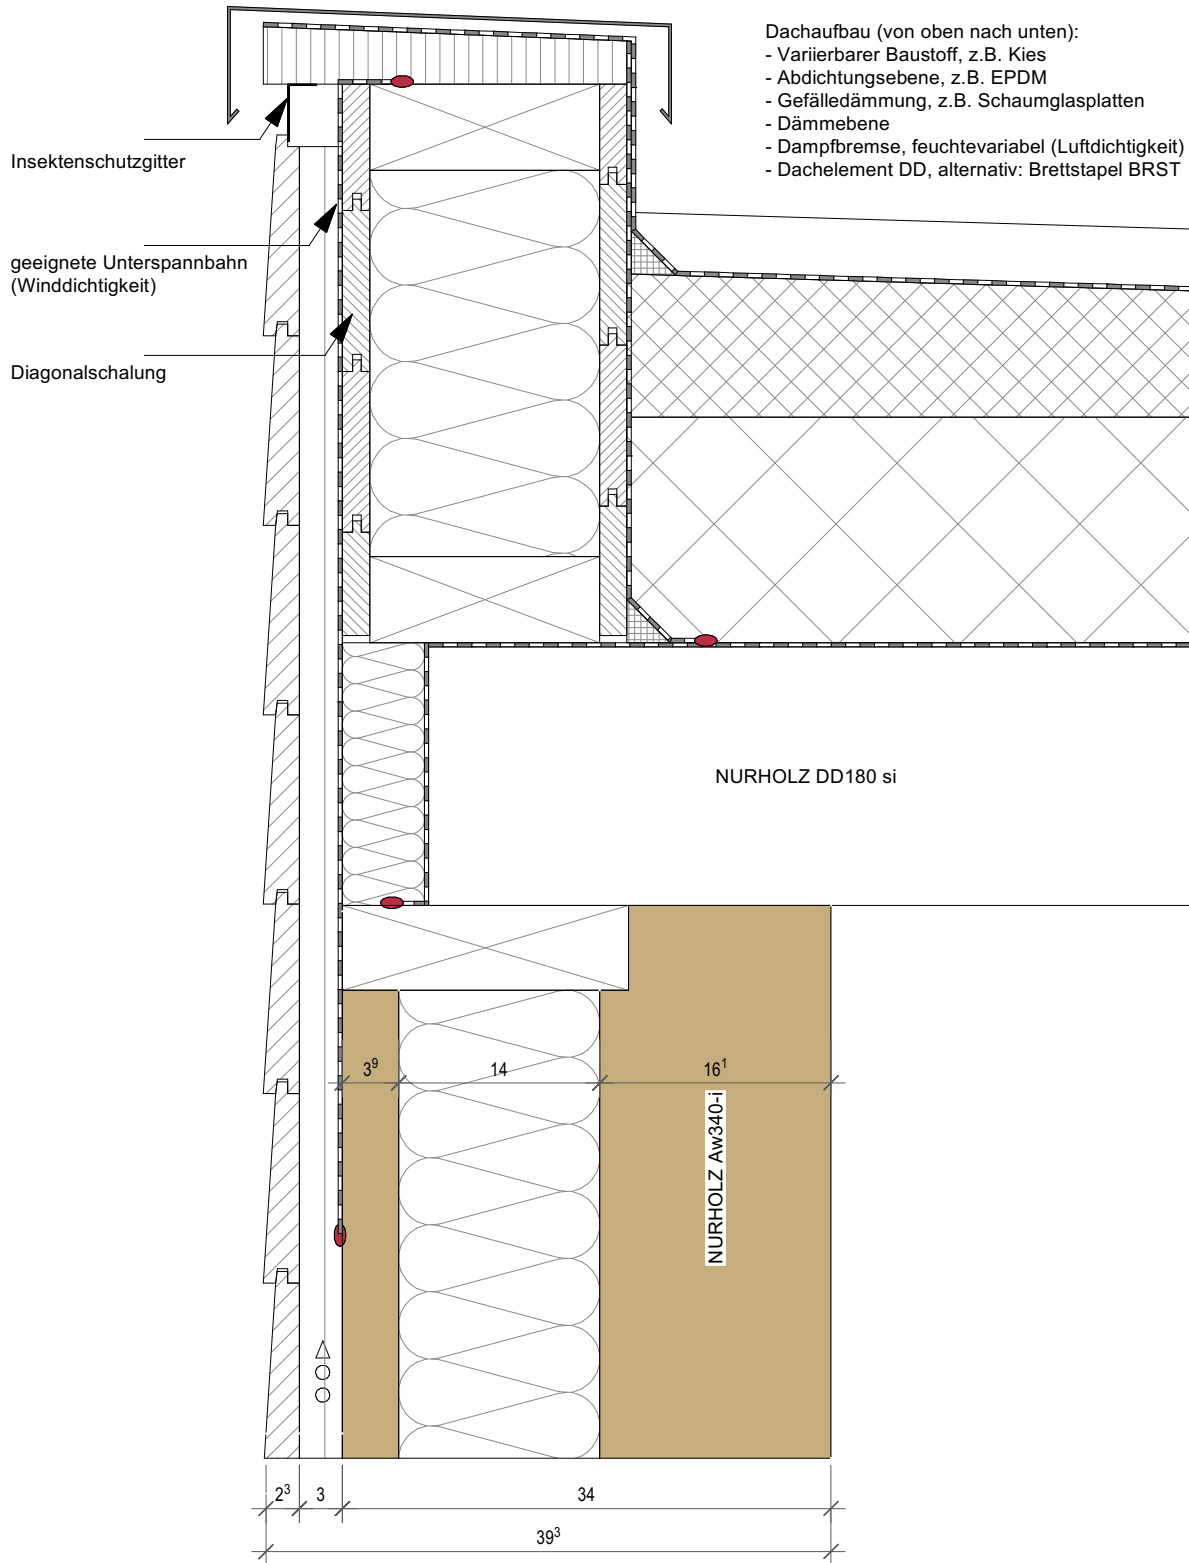 Dachaufbau (von oben nach unten):
- Variierbarer Baustoff, z.B. Kies
- Abdichtungsebene, z.B. EPDM
- Gefälledämmung, z.B. Schaumglasplatten
- Dämmebene
- Dampfbremse, feuchtevariabel (Luftdichtigkeit)
- Dachelement DD, alternativ: Brettstapel BRST
Insektenschutzgitter
geeignete Unterspannbahn
(Winddichtigkeit)
Diagonalschalung
NURHOLZ DD180 si
3⁹ 14 16¹
NURHOLZ Aw340-i
2³ 3 34
39³